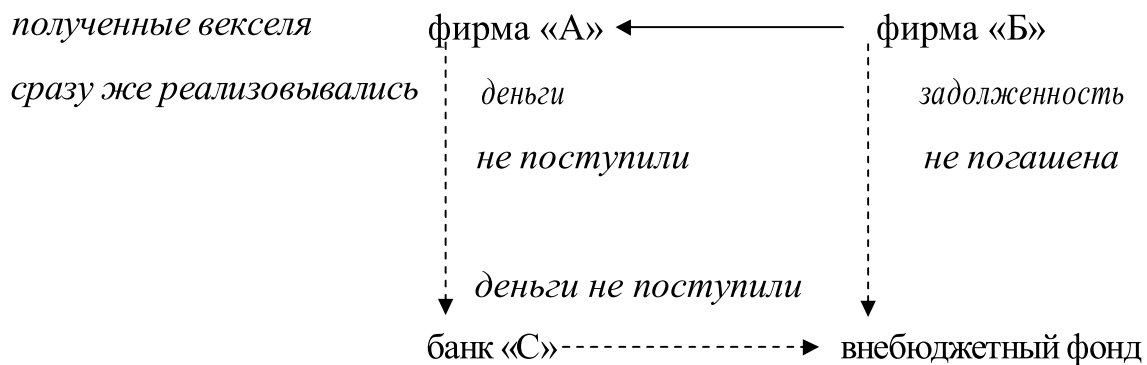 полученные векселя фирма «А» фирма «Б»
сразу же реализовывались деньги задолженность
не поступили не погашена
деньги не поступили
банк «С» внебюджетный фонд